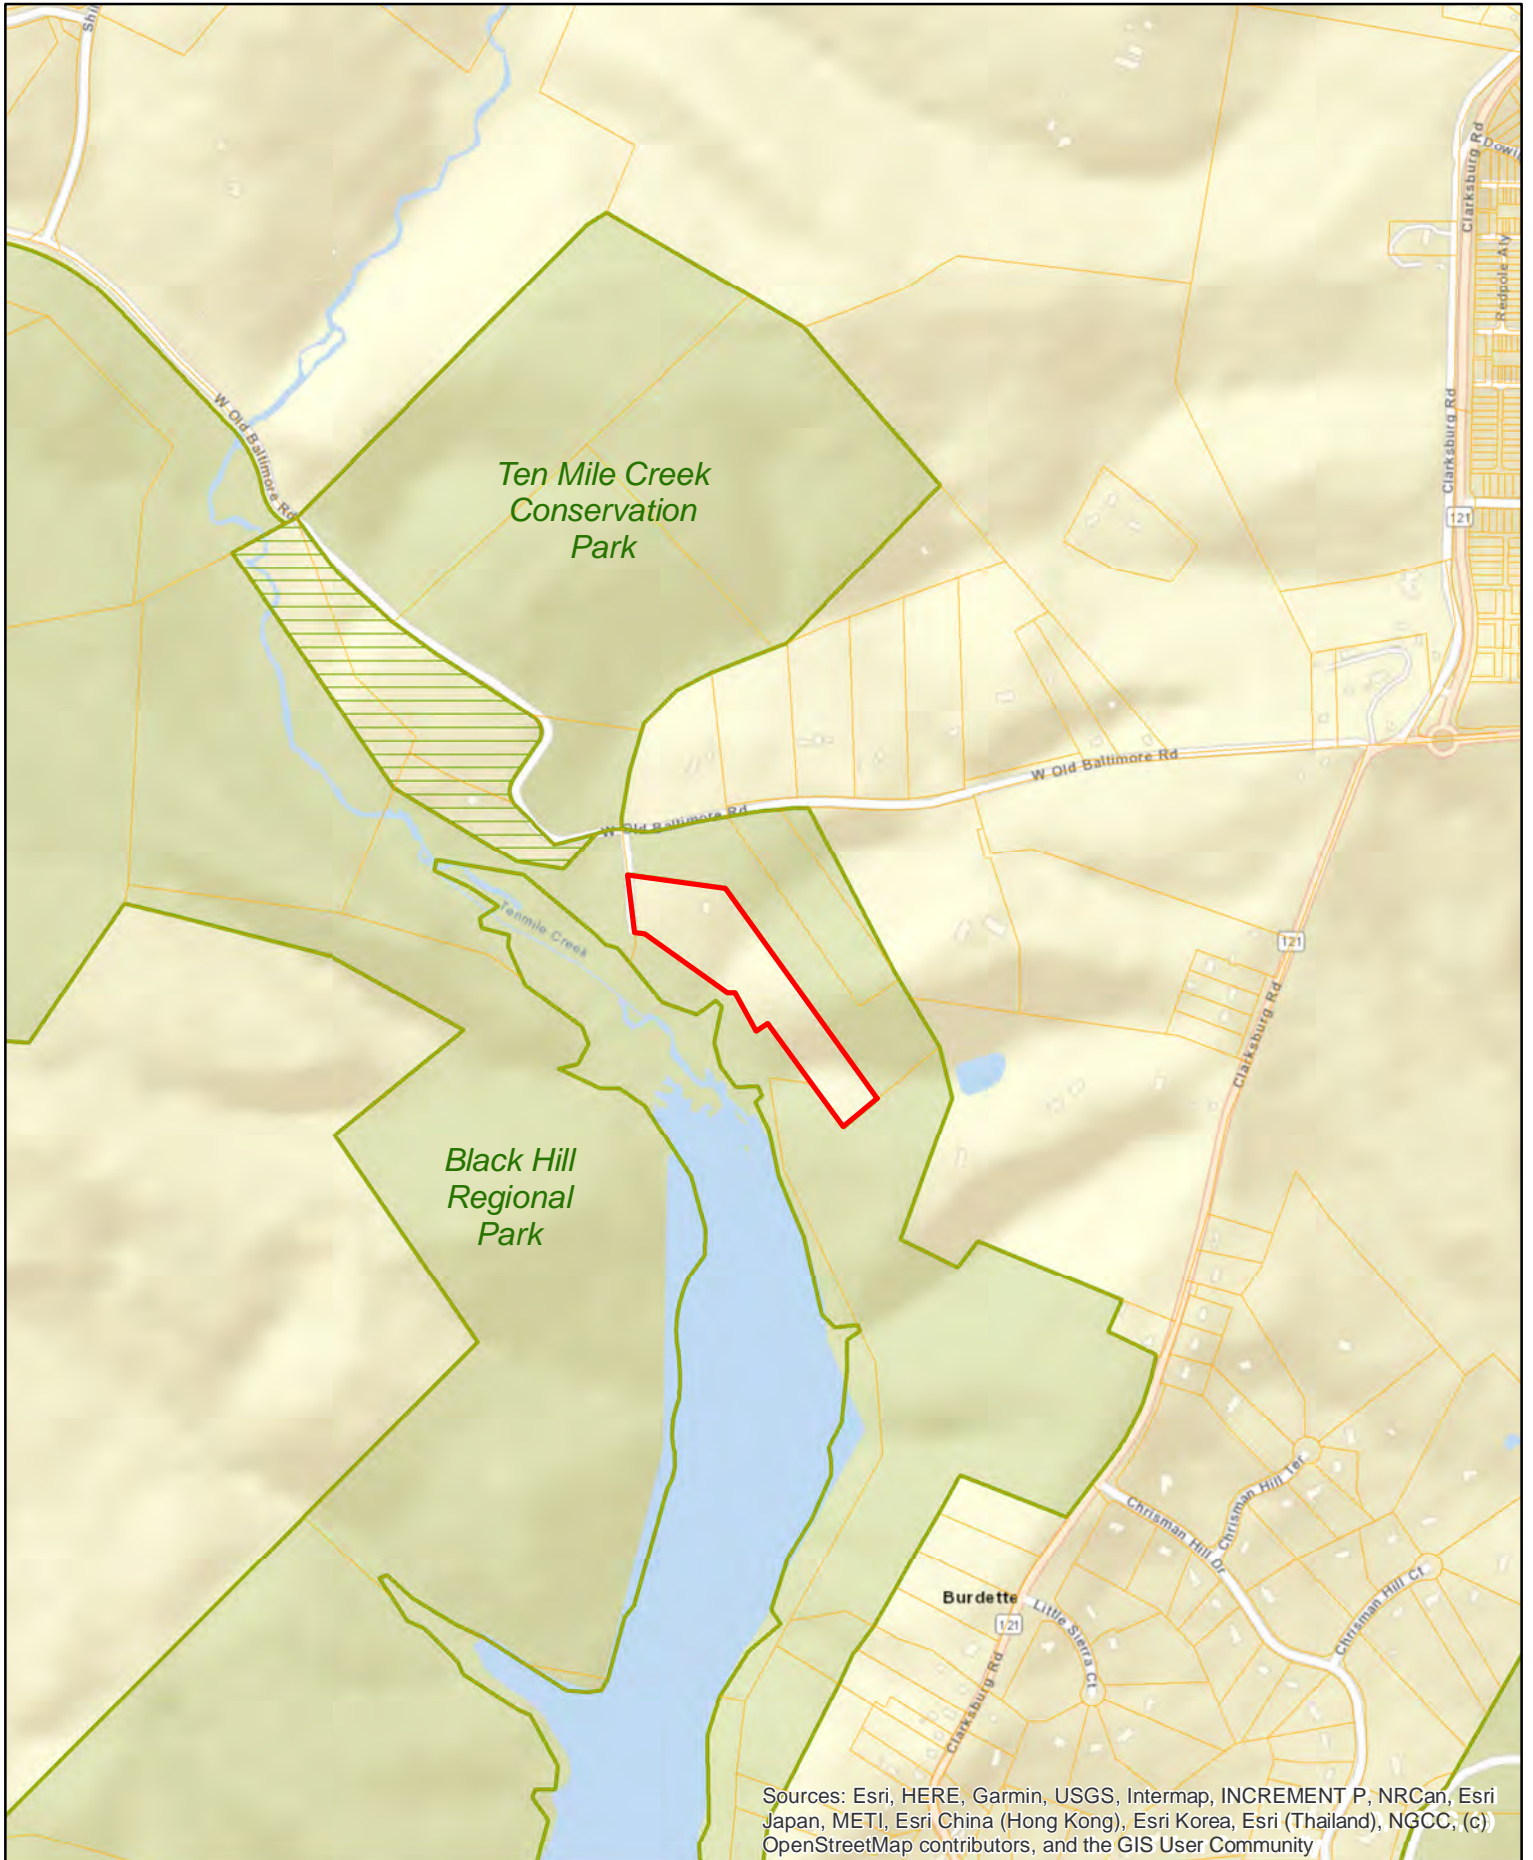 Shil
Clarksburg Rd
Redpole Aly
W Old Baltimore Rd
Clarksburg Rd
Ten Mile Creek
Conservation
Park
121
W Old Baltimore Rd
W Old Baltimore Rd
Tenmile Creek
121
Clarksburg Rd
Black Hill
Regional
Park
Chrisman Hill Ter
Chrisman Hill Dr
Chrisman Hill Ct
Burdette
121
Little Sierra Ct
Clarksburg Rd
Sources: Esri, HERE, Garmin, USGS, Intermap, INCREMENT P, NRCan, Esri
Japan, METI, Esri China (Hong Kong), Esri Korea, Esri (Thailand), NGCC, (c)
OpenStreetMap contributors, and the GIS User Community